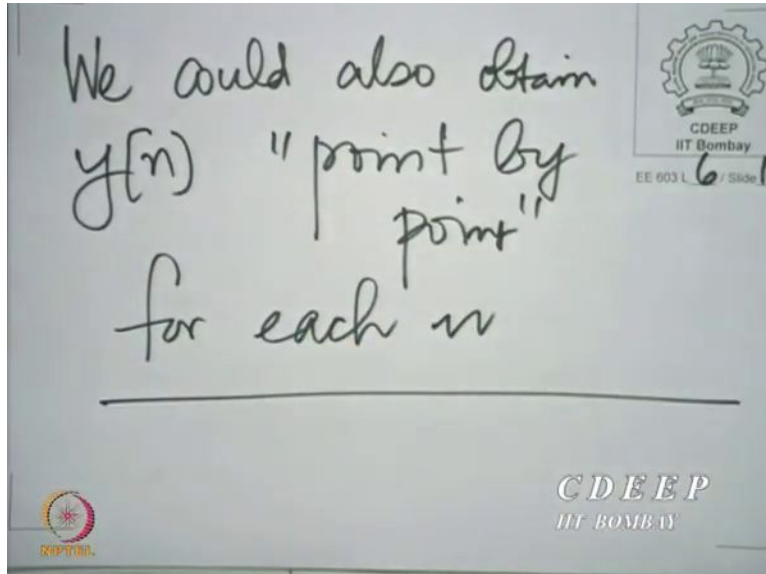 We could also obtain
y[n] "point by
point"
for each n
CDEEP
IIT Bombay
EE 603 L 6 / Slide 1
CDEEP
IIT BOMBAY
NPTEL